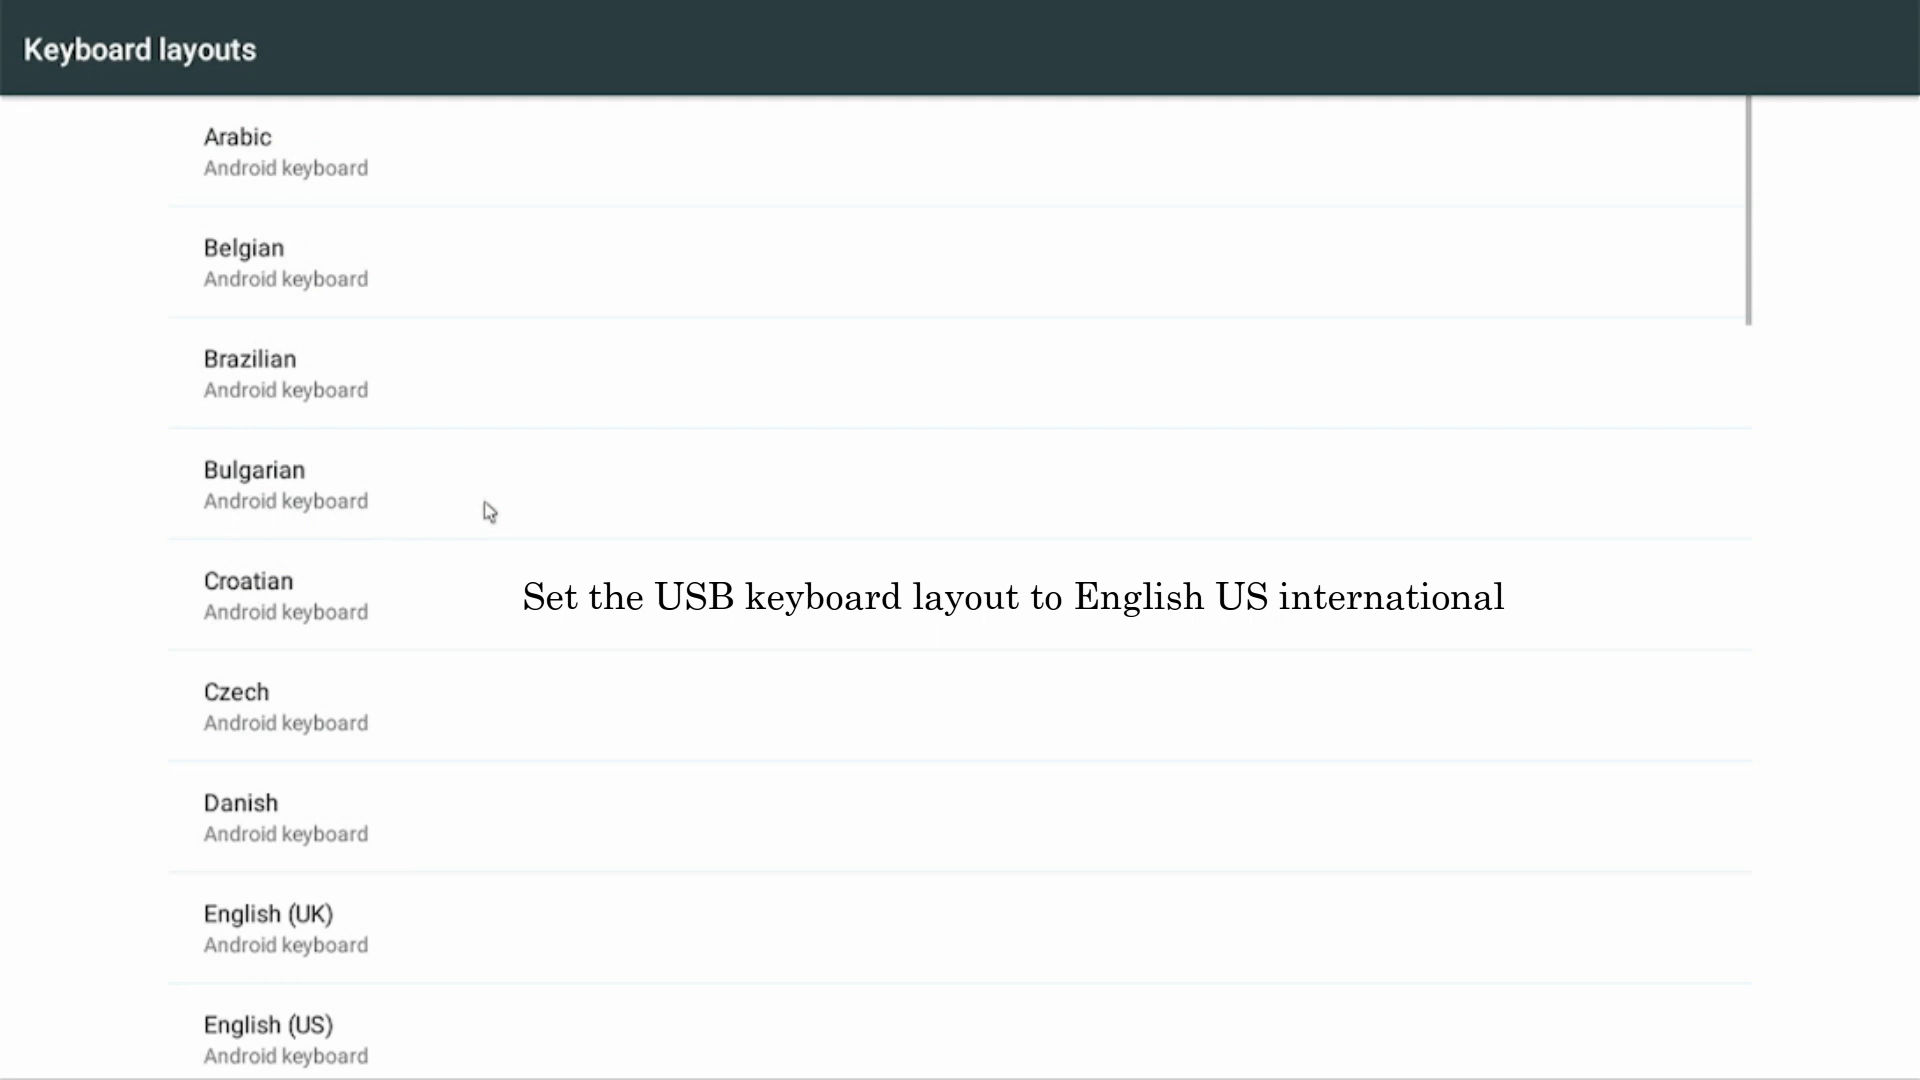 Keyboard layouts
Arabic
Android keyboard
Belgian
Android keyboard
Brazilian
Android keyboard
Bulgarian
Android keyboard
Croatian
Android keyboard
Set the USB keyboard layout to English US international
Czech
Android keyboard
Danish
Android keyboard
English (UK)
Android keyboard
English (US)
Android keyboard